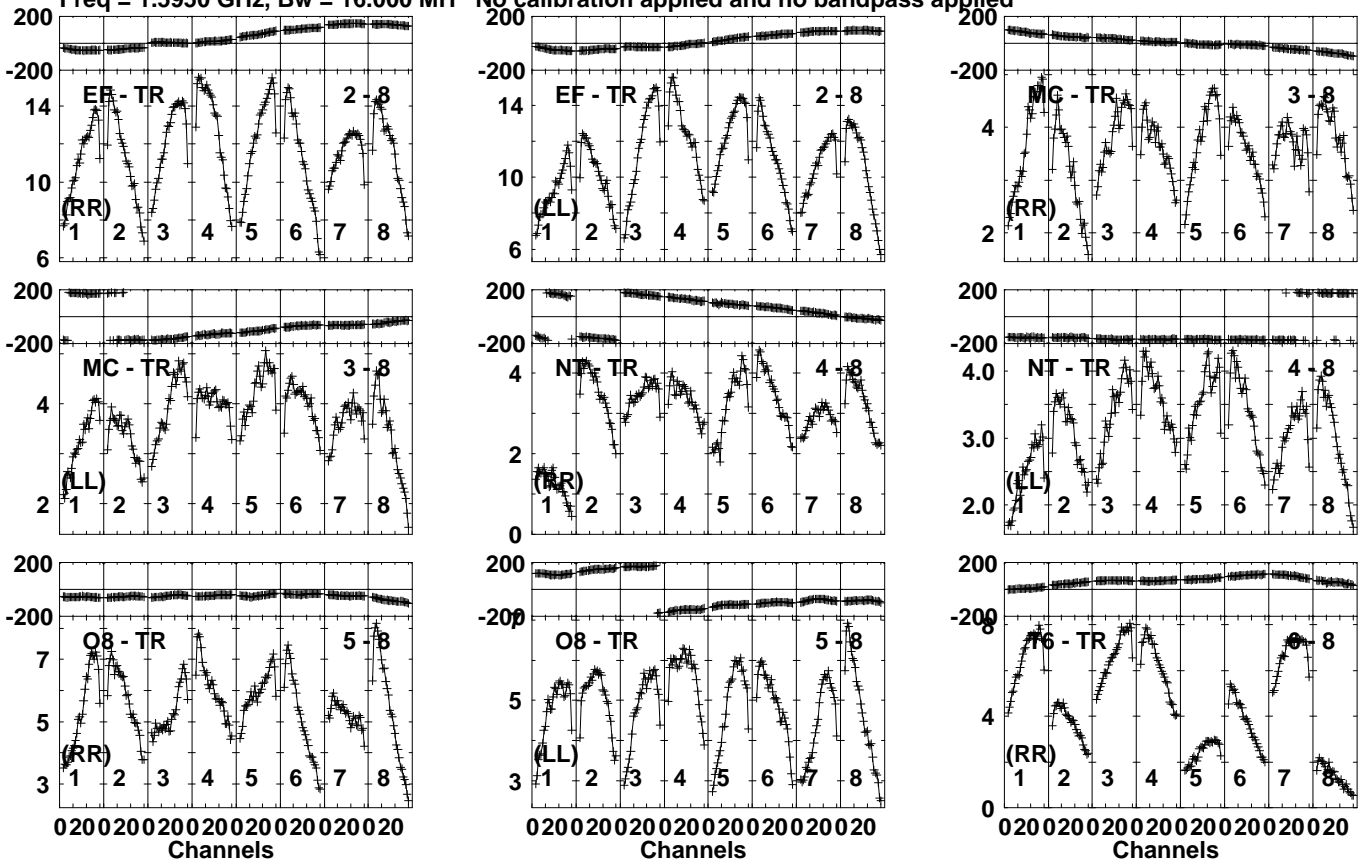 Freq = 1.5950 GHz, Bw = 16.000 MH No calibration applied and no bandpass applied
200 200 200
-200 -200 -200
EF - TR 2 - 8 EF - TR 2 - 8 MC - TR 3 - 8
14 14 4
10 10
(RR) (LL) (RR)
1 2 3 4 5 6 7 8 1 2 3 4 5 6 7 8 2 1 2 3 4 5 6 7 8
6 6
200 200 200
-200 -200 -200
MC - TR 3 - 8 NT - TR 4 - 8 NT - TR 4 - 8
4 4 4.0
2 3.0
(LL) (RR) (LL)
2 1 2 3 4 5 6 7 8 1 2 3 4 5 6 7 8 2.0 1 2 3 4 5 6 7 8
0
200 200 200
-200 -200 -200
7 8
O8 - TR 5 - 8 O8 - TR 5 - 8 T6 - TR 6 - 8
7
5 5 4
(RR) (LL) (RR)
3 1 2 3 4 5 6 7 8 3 1 2 3 4 5 6 7 8 1 2 3 4 5 6 7 8
0
0 20 0 20 0 20 0 20 0 20 0 20 0 20 0 20 0 20 0 20 0 20 0 20 0 20 0 20 0 20 0 20 0 20 0 20 0 20 0 20 0 20 0 20 0 20 0 20
Channels Channels Channels